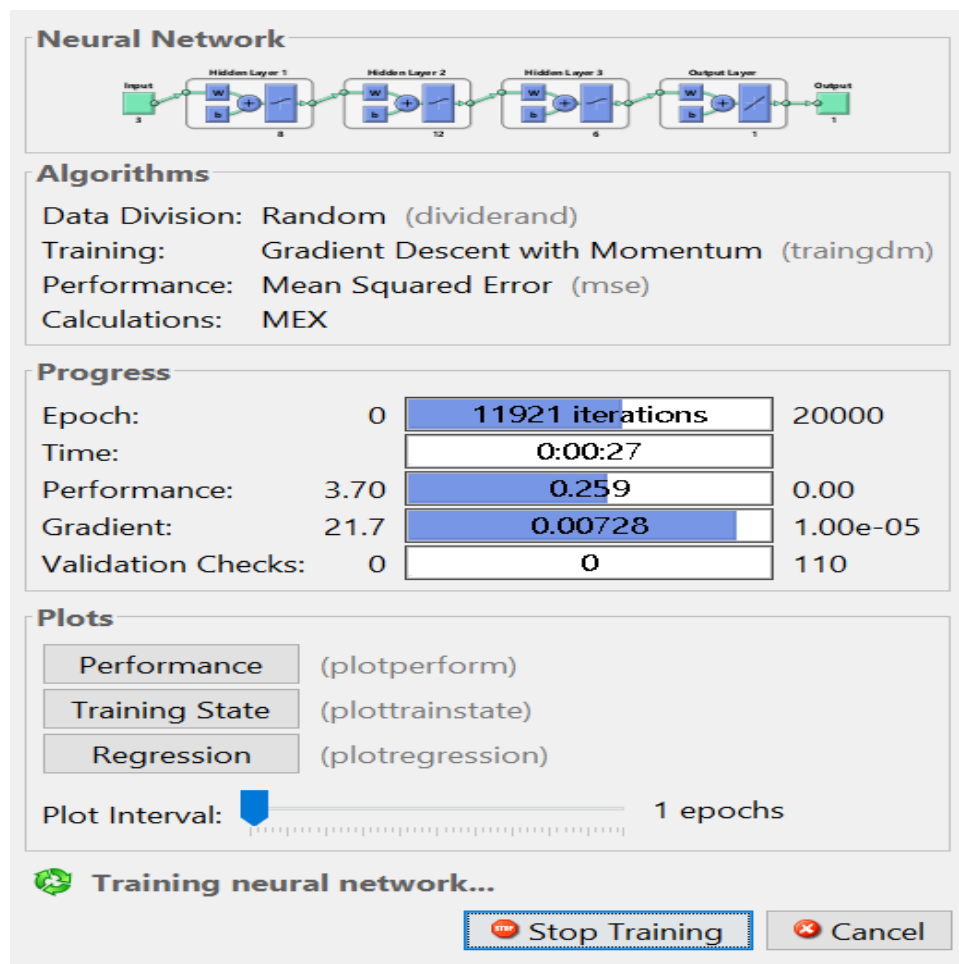 Neural Network
Hidden Layer 1 Hidden Layer 2 Hidden Layer 3 Output Layer
Input Output
W W W W
b b b b
3 8 12 6 1 1
Algorithms
Data Division: Random (dividerand)
Training: Gradient Descent with Momentum (traingdm)
Performance: Mean Squared Error (mse)
Calculations: MEX
Progress
Epoch: 0 11921 iterations 20000
Time: 0:00:27
Performance: 3.70 0.259 0.00
Gradient: 21.7 0.00728 1.00e-05
Validation Checks: 0 0 110
Plots
Performance (plotperform)
Training State (plottrainstate)
Regression (plotregression)
Plot Interval: 1 epochs
Training neural network...
STOP Stop Training Cancel